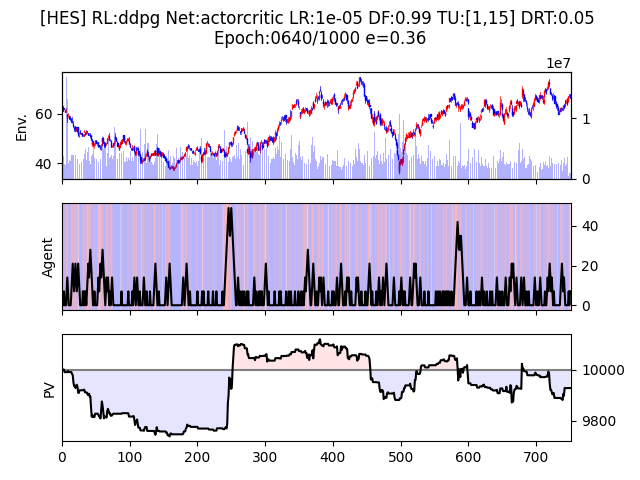 [HES] RL:ddpg Net:actorcritic LR:1e-05 DF:0.99 TU:[1,15] DRT:0.05
Epoch:0640/1000 e=0.36
1e7
Env.
60
40
1
0
Agent
40
20
0
PV
10000
9800
0 100 200 300 400 500 600 700